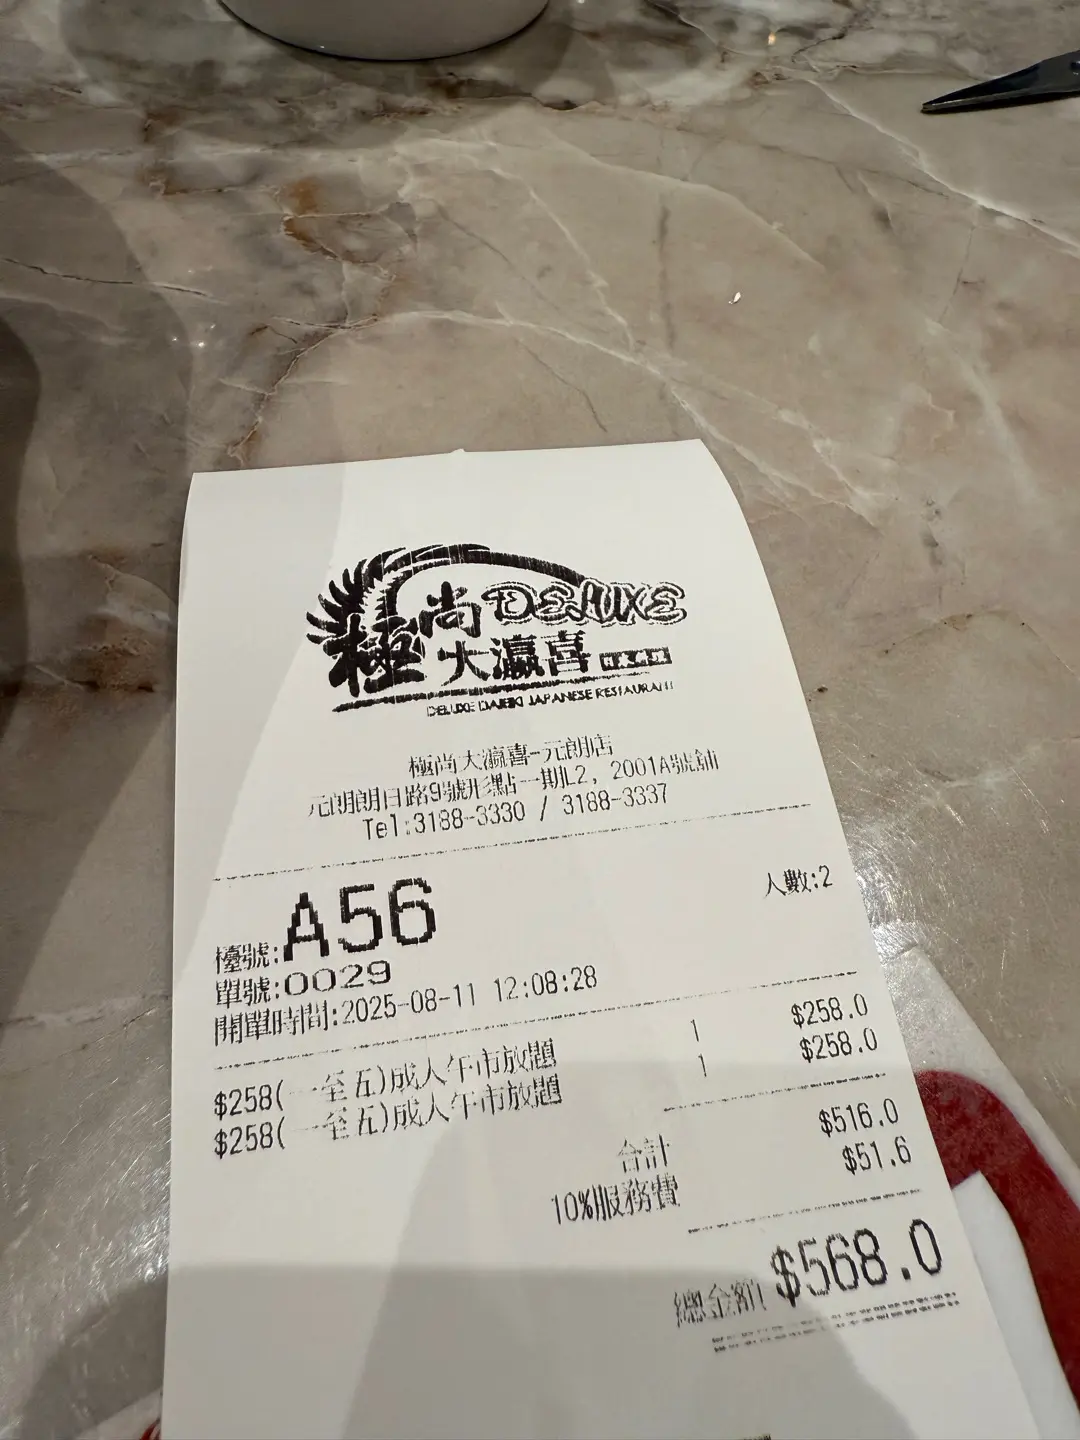 極尚 DELUXE
大瀛喜
DELUXE DAIEKI JAPANESE RESTAURANT
極尚大瀛喜-元朗店
元朗朗日路9號形點一期L2, 2001A號舖
Tel:3188-3330 / 3188-3337
檯號:A56 人數:2
單號:0029
開單時間:2025-08-11 12:08:28
$258(一至五)成人午市放題 1 $258.0
$258(一至五)成人午市放題 1 $258.0
合計 $516.0
10%服務費 $51.6
總金額 $568.0